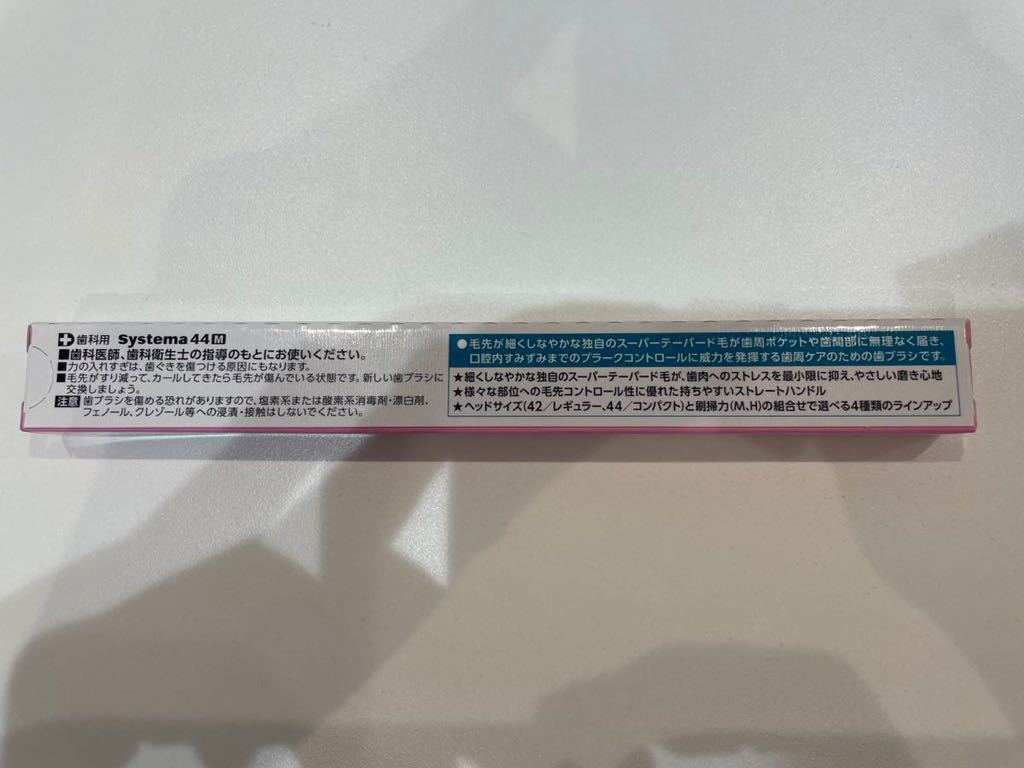 歯科用 Systema 44 M
■歯科医師、歯科衛生士の指導のもとにお使いください。
■力の入れすぎは、歯ぐきを傷つける原因にもなります。
■毛先がすり減って、カールしてきたら毛先が傷んでいる状態です。新しい歯ブラシに
交換しましょう。
注意 歯ブラシを傷める恐れがありますので、塩素系または酸素系消毒剤・漂白剤、
フェノール、クレゾール等への浸漬・接触はしないでください。
●毛先が細くしなやかな独自のスーパーテーパード毛が歯周ポケットや歯間部に無理なく届き、
口腔内すみずみまでのプラークコントロールに威力を発揮する歯周ケアのための歯ブラシです。
★細くしなやかな独自のスーパーテーパード毛が、歯肉へのストレスを最小限に抑え、やさしい磨き心地
★様々な部位への毛先コントロール性に優れた持ちやすいストレートハンドル
★ヘッドサイズ(42/レギュラー、44/コンパクト)と刷掃力(M、H)の組合せで選べる4種類のラインアップ